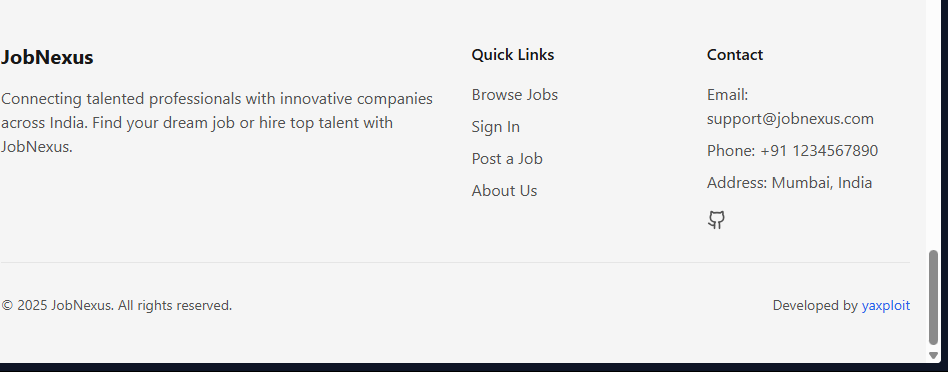 JobNexus
Connecting talented professionals with innovative companies
across India. Find your dream job or hire top talent with
JobNexus.
Quick Links
Browse Jobs
Sign In
Post a Job
About Us
Contact
Email:
support@jobnexus.com
Phone: +91 1234567890
Address: Mumbai, India
© 2025 JobNexus. All rights reserved.
Developed by yaxploit